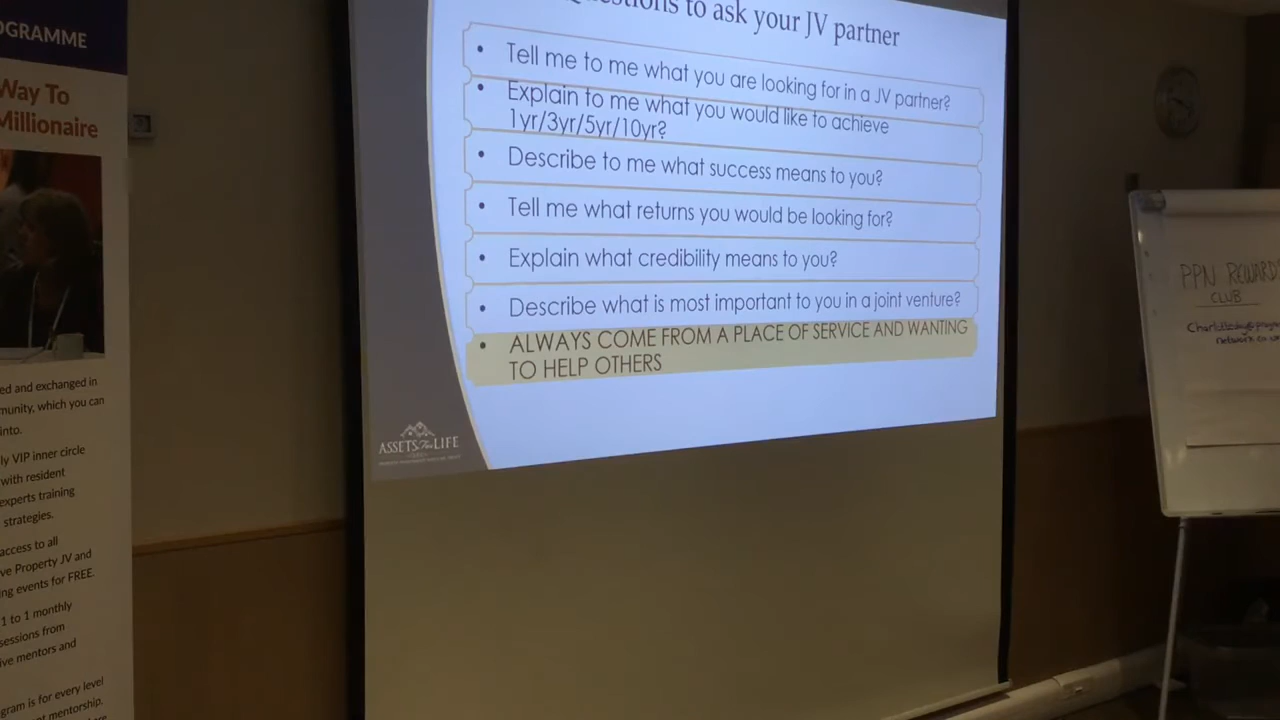 OGRAMME
Way To
Millionaire
ed and exchanged in
munity, which you can
into.
ly VIP inner circle
with resident
experts training
strategies.
access to all
ve Property JV and
ng events for FREE.
1 to 1 monthly
sessions from
ive mentors and
gram is for every level
mentorship.
to ask your JV partner
• Tell me to me what you are looking for in a JV partner?
• Explain to me what you would like to achieve
1yr/3yr/5yr/10yr?
• Describe to me what success means to you?
• Tell me what returns you would be looking for?
• Explain what credibility means to you?
• Describe what is most important to you in a joint venture?
• ALWAYS COME FROM A PLACE OF SERVICE AND WANTING
TO HELP OTHERS
ASSETS For LIFE
PPN REWARDS
CLUB